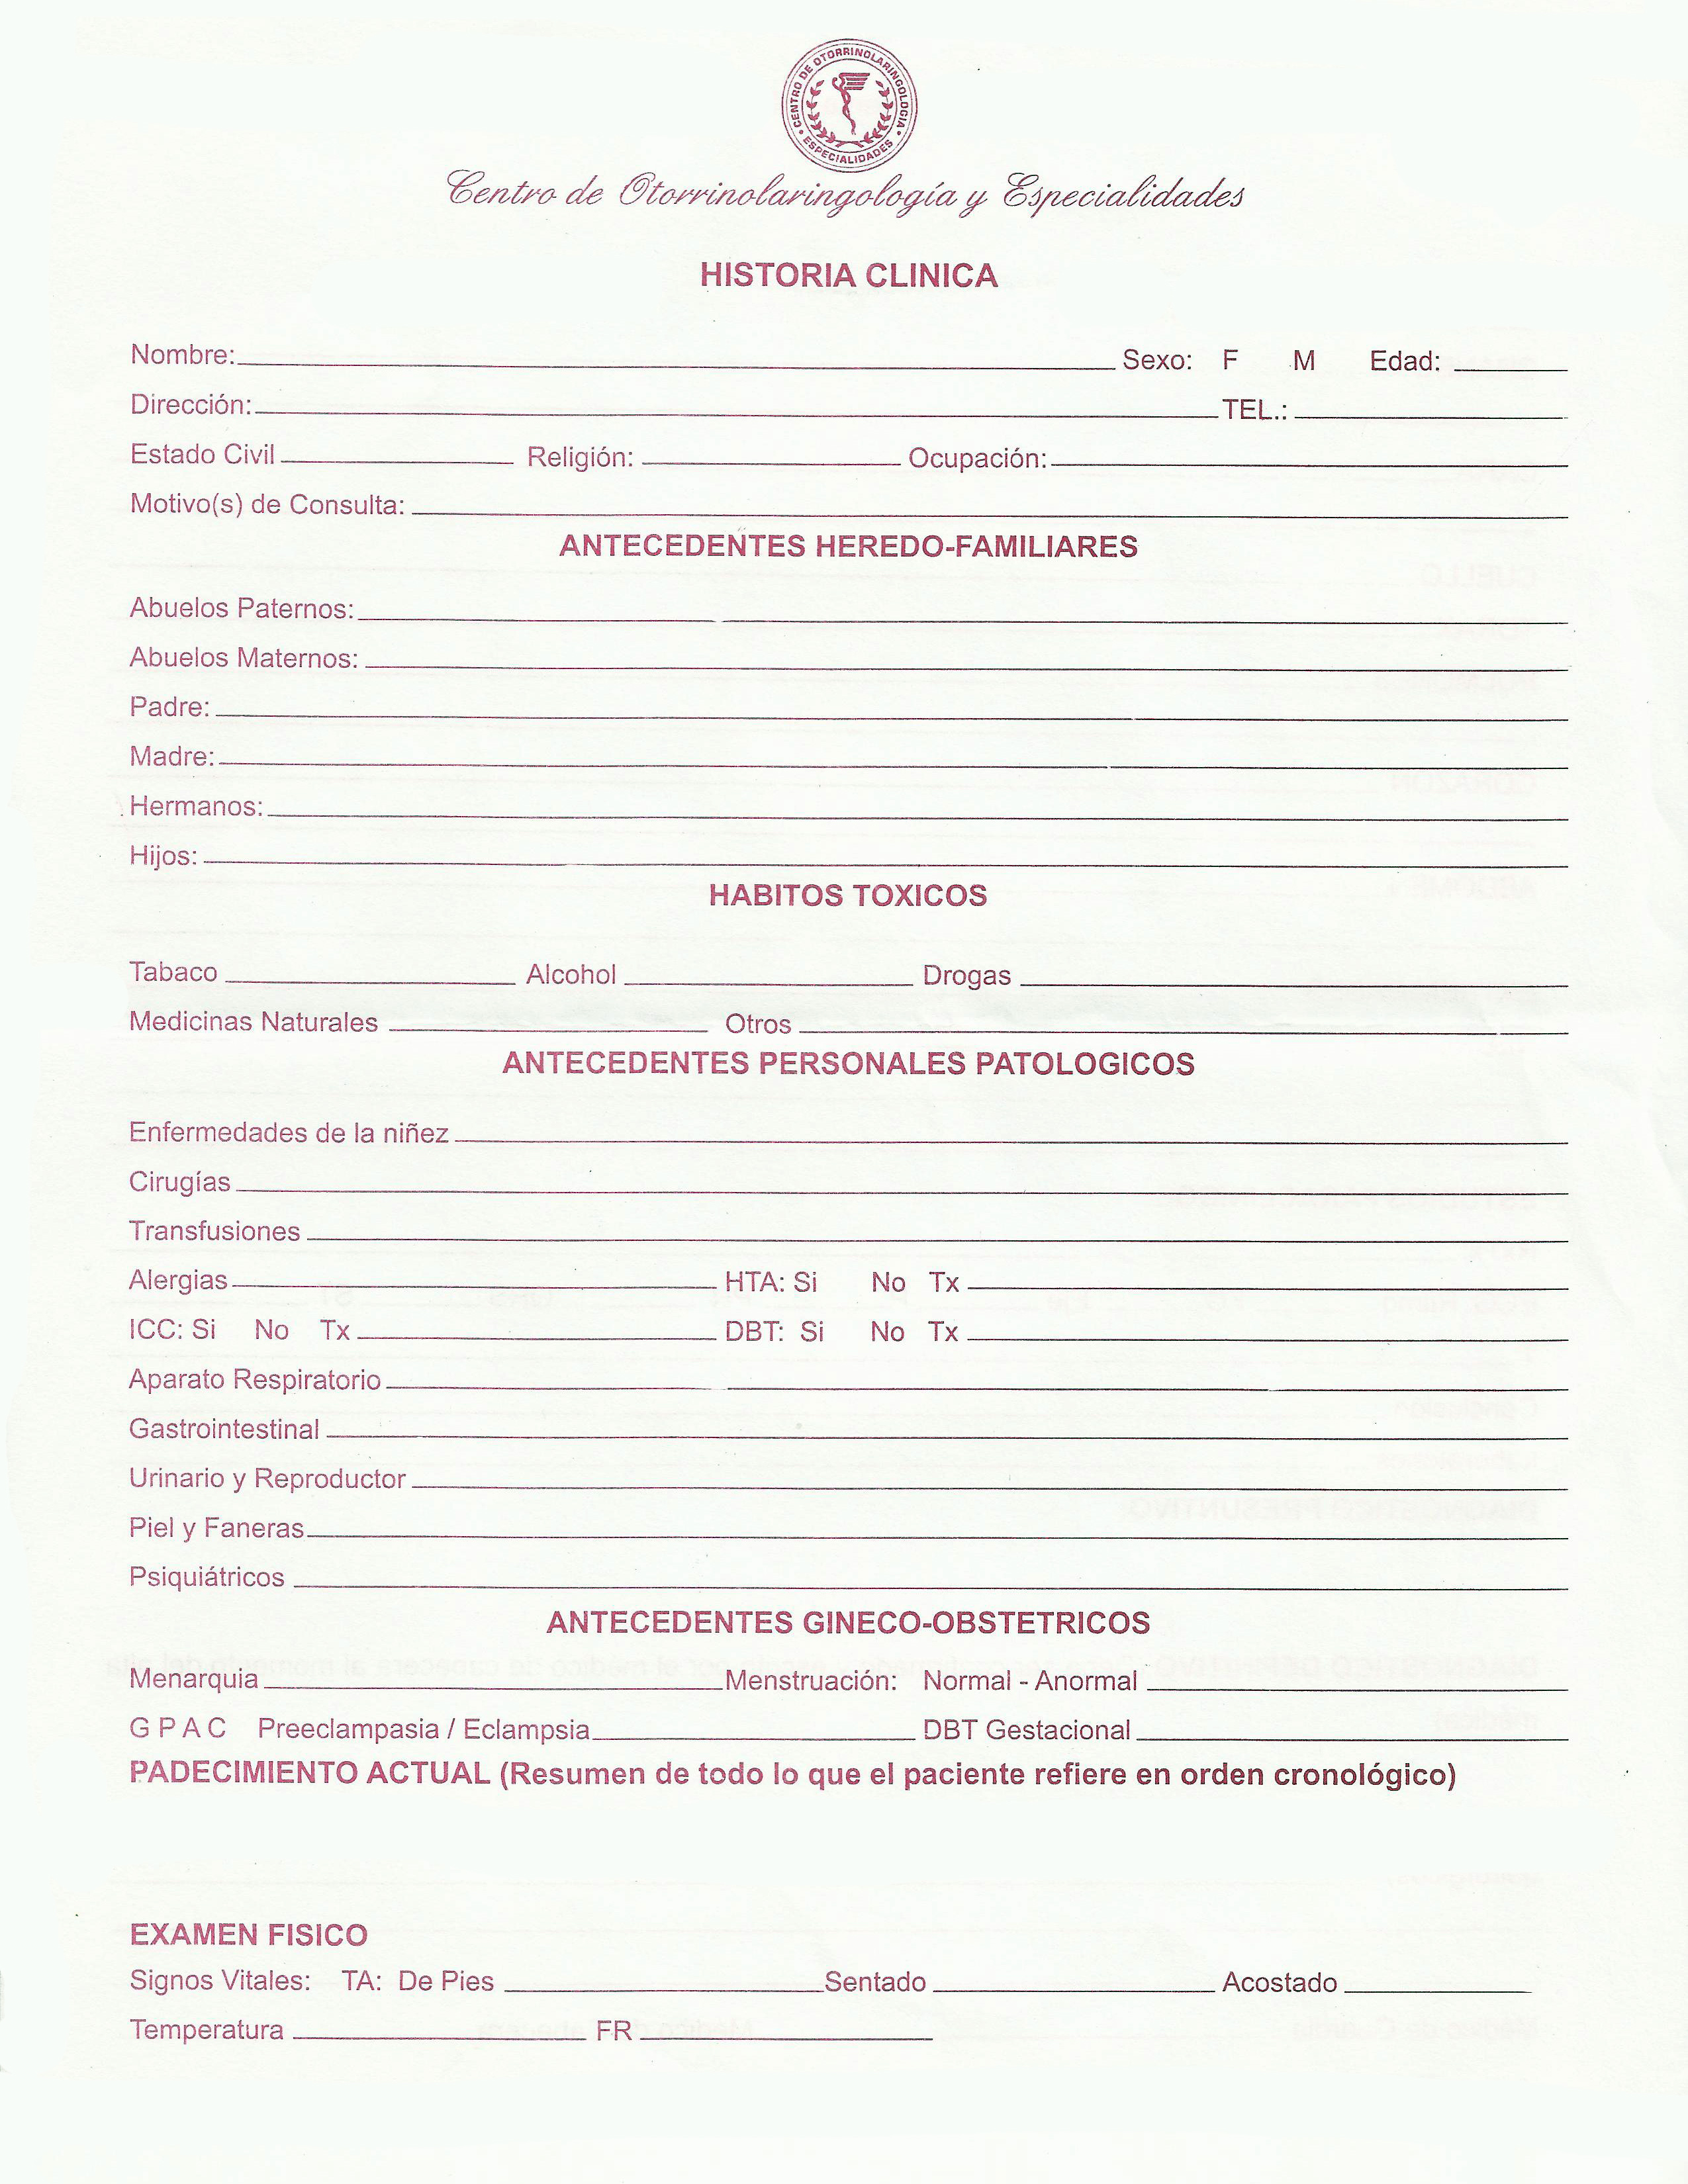 CENTRO DE OTORRINOLARINGOLOGIA
ESPECIALIDADES
Centro de Otorrinolaringología y Especialidades
HISTORIA CLINICA
Nombre: Sexo: F M Edad:
Dirección: TEL.:
Estado Civil Religión: Ocupación:
Motivo(s) de Consulta:
ANTECEDENTES HEREDO-FAMILIARES
Abuelos Paternos:
Abuelos Maternos:
Padre:
Madre:
Hermanos:
Hijos:
HABITOS TOXICOS
Tabaco Alcohol Drogas
Medicinas Naturales Otros
ANTECEDENTES PERSONALES PATOLOGICOS
Enfermedades de la niñez
Cirugías
Transfusiones
Alergias HTA: Si No Tx
ICC: Si No Tx DBT: Si No Tx
Aparato Respiratorio
Gastrointestinal
Urinario y Reproductor
Piel y Faneras
Psiquiátricos
ANTECEDENTES GINECO-OBSTETRICOS
Menarquia Menstruación: Normal - Anormal
G P A C Preeclampasia / Eclampsia DBT Gestacional
PADECIMIENTO ACTUAL (Resumen de todo lo que el paciente refiere en orden cronológico)
EXAMEN FISICO
Signos Vitales: TA: De Pies Sentado Acostado
Temperatura FR